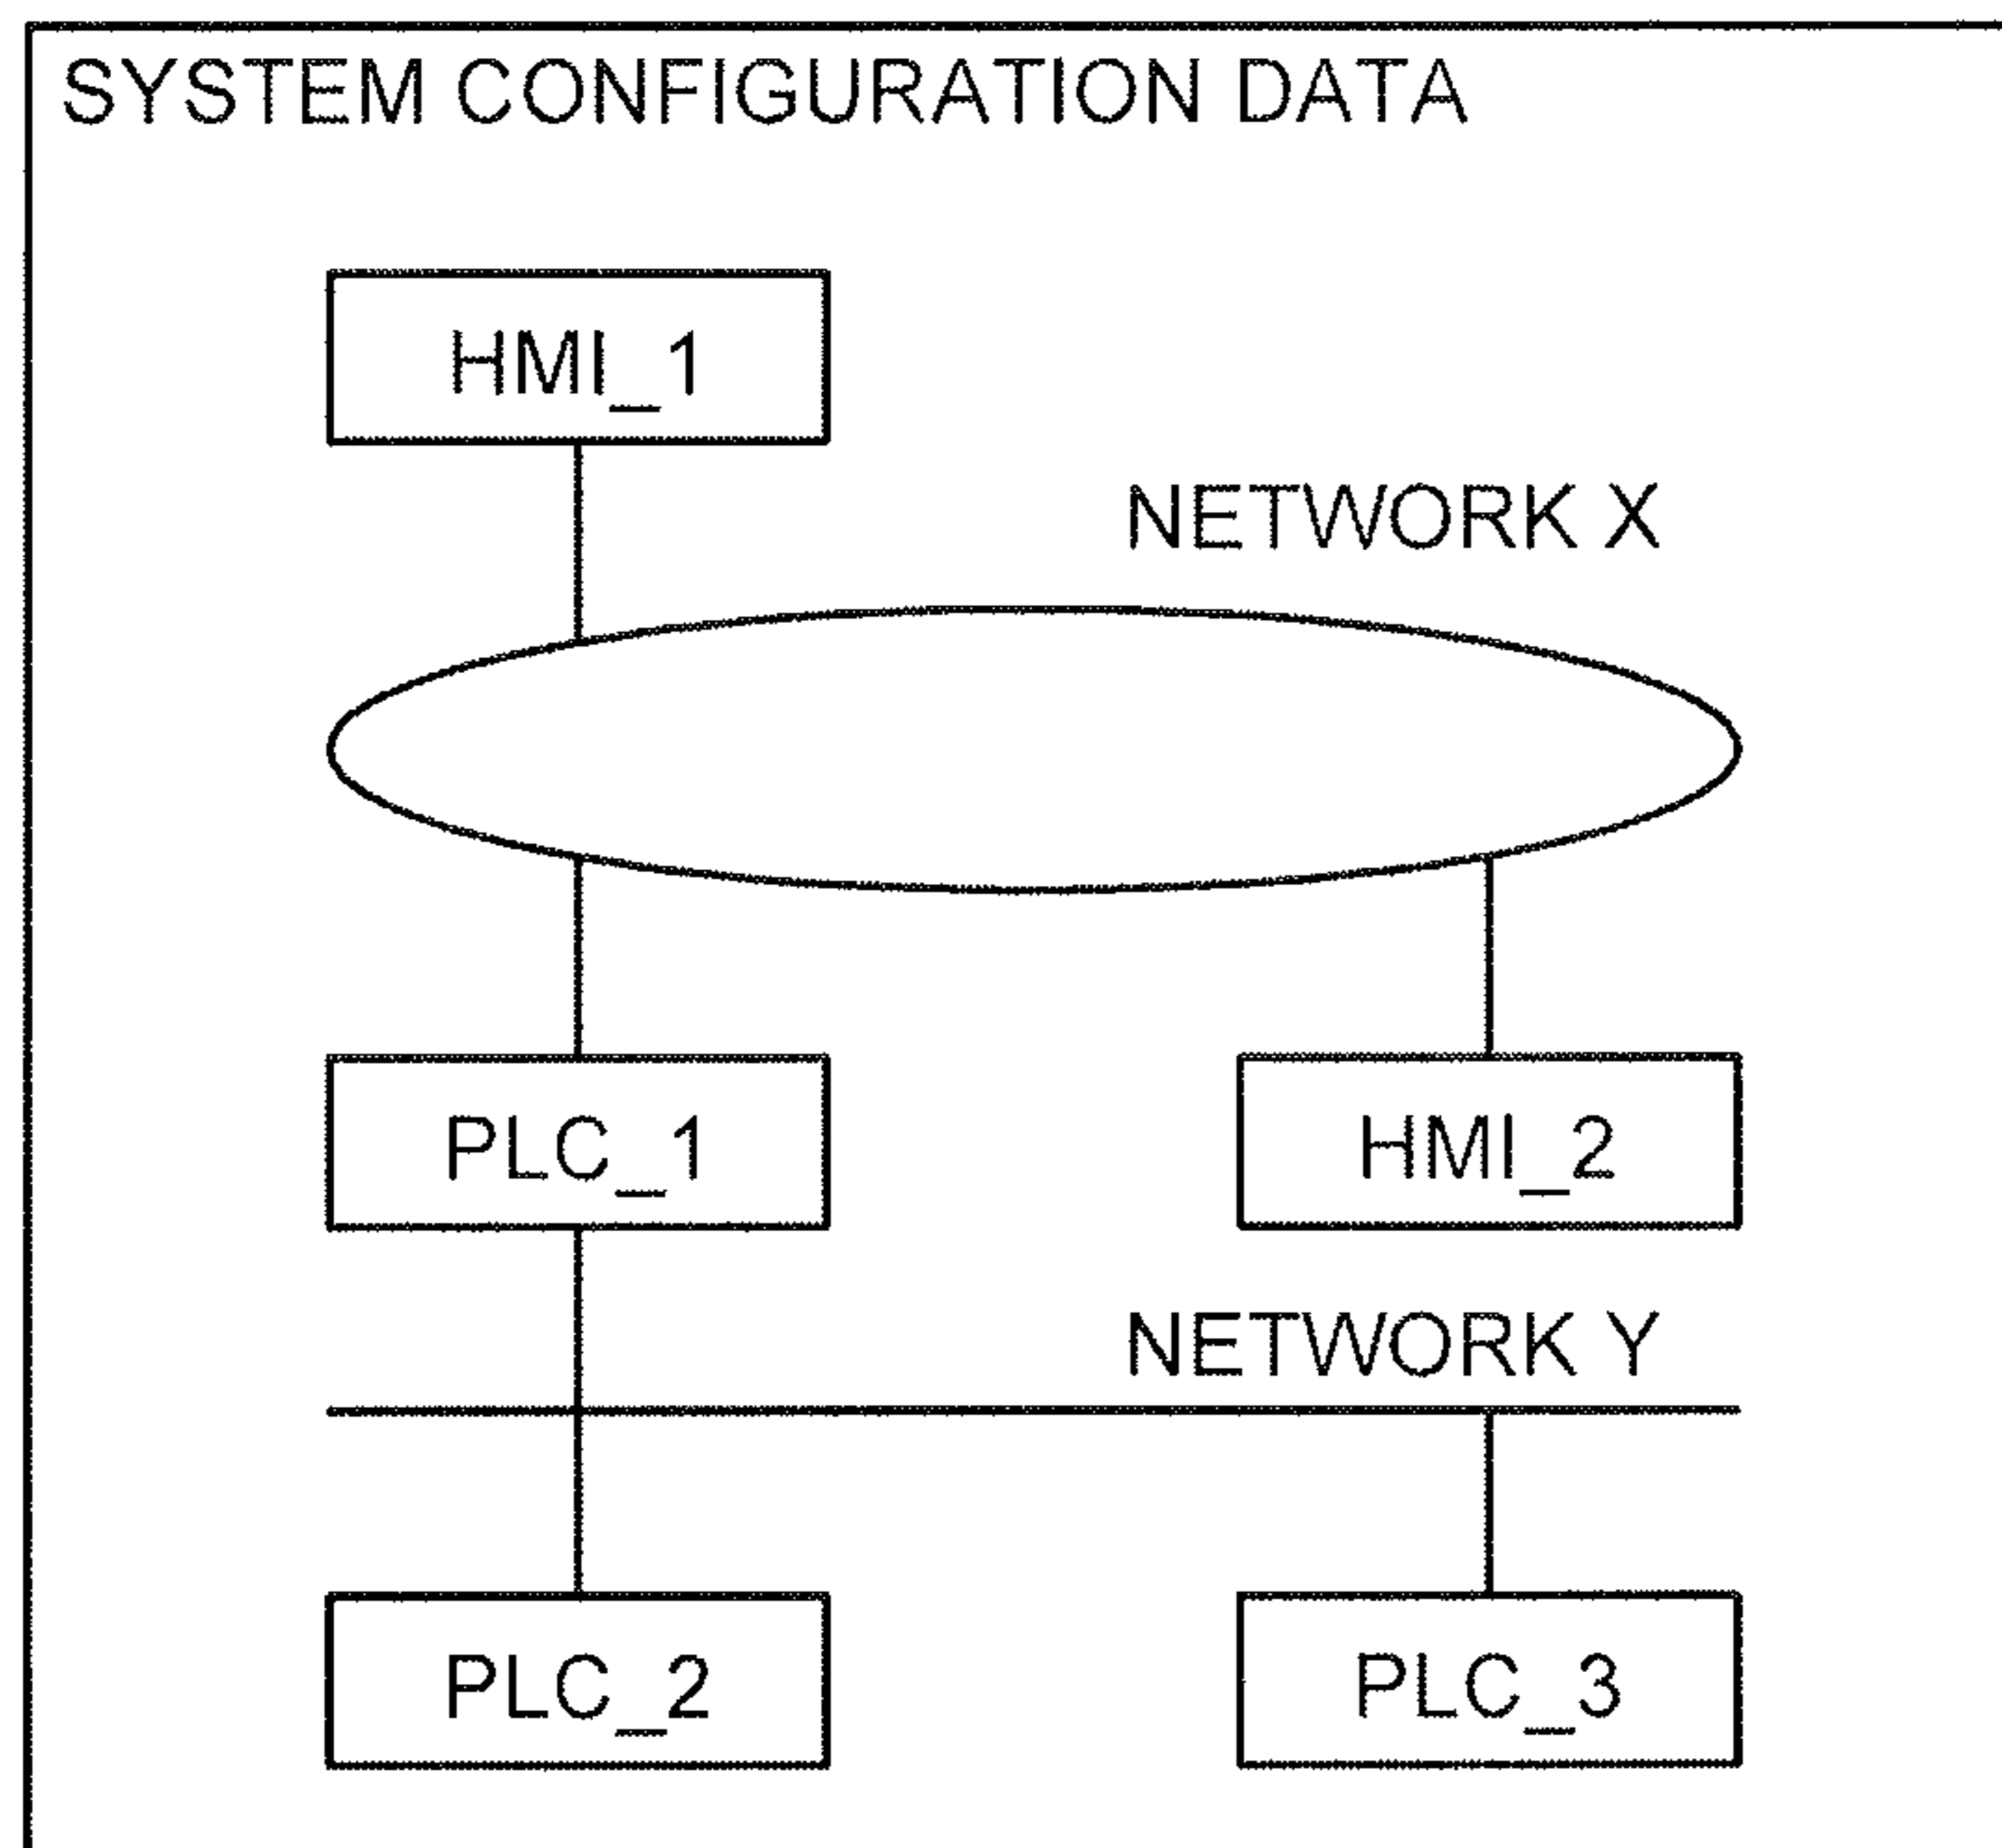 SYSTEM CONFIGURATION DATA
HMI_1
NETWORK X
PLC_1
HMI_2
NETWORK Y
PLC_2
PLC_3